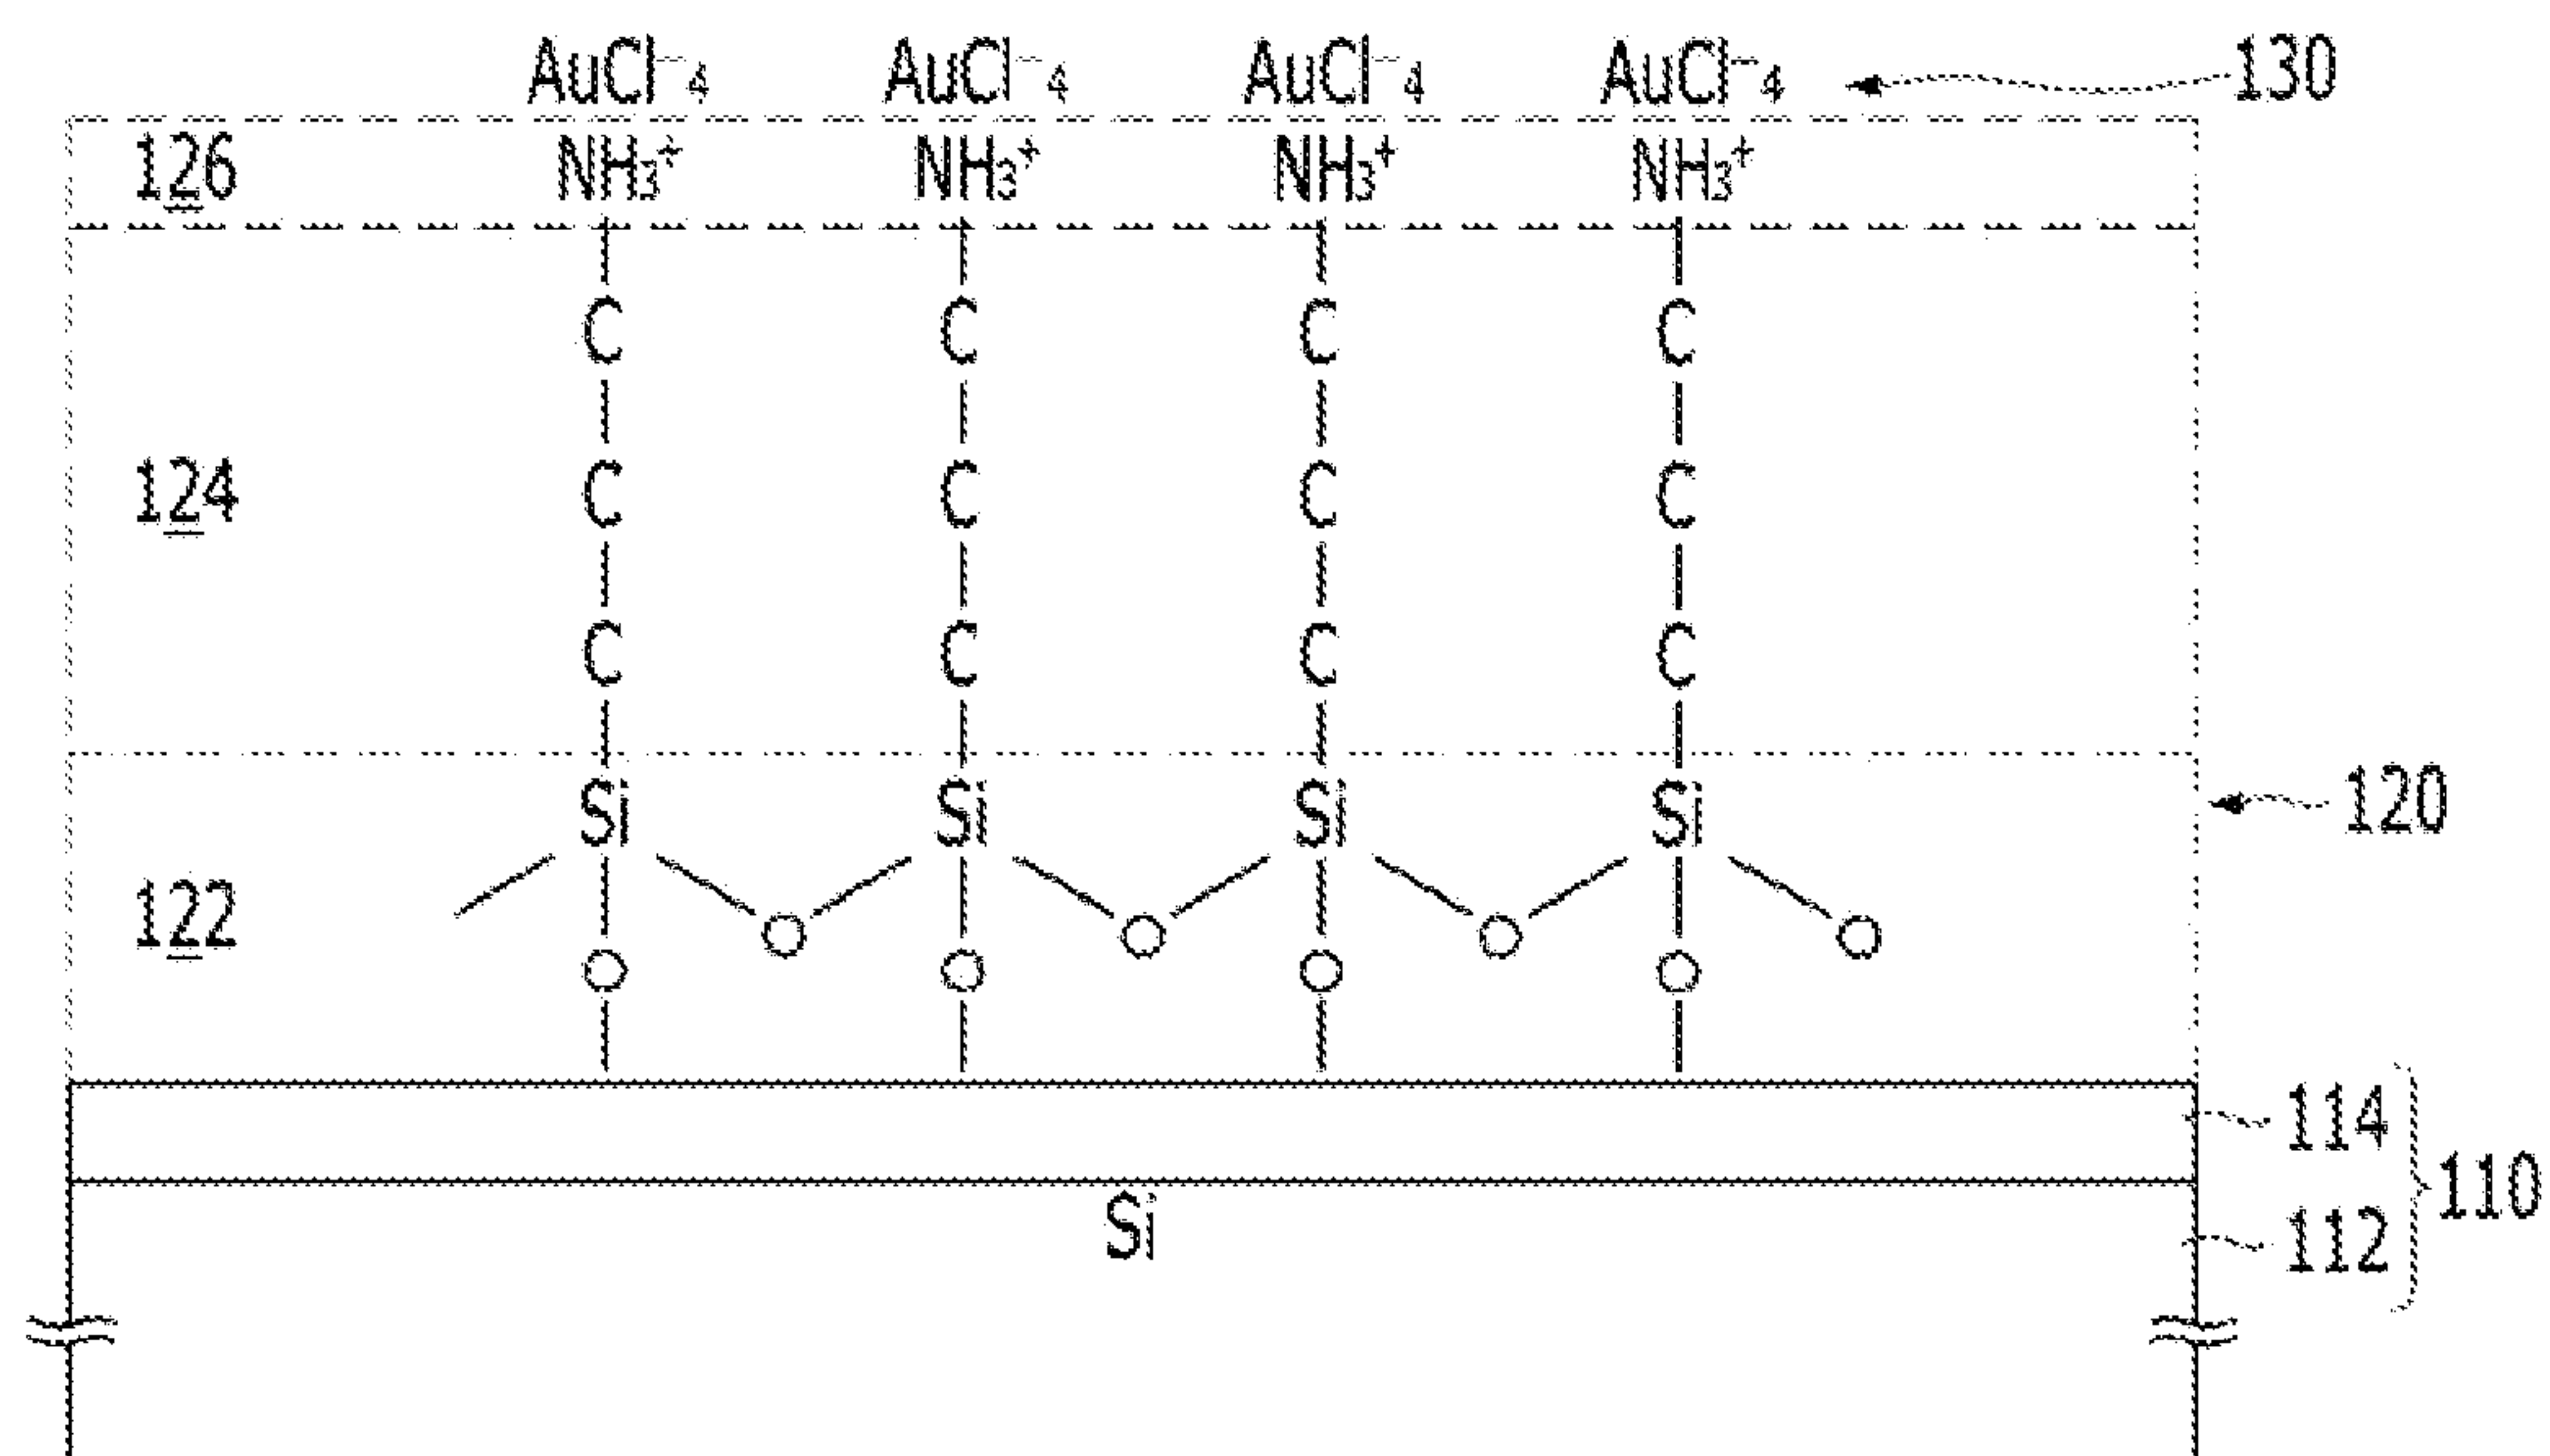 AuCl⁻₄ AuCl⁻₄ AuCl⁻₄ AuCl⁻₄ 130
126 NH₃⁺ NH₃⁺ NH₃⁺ NH₃⁺
C C C C
124 C C C C
C C C C
Si Si Si Si 120
122 O O O O
O O O O
114
110
Si 112